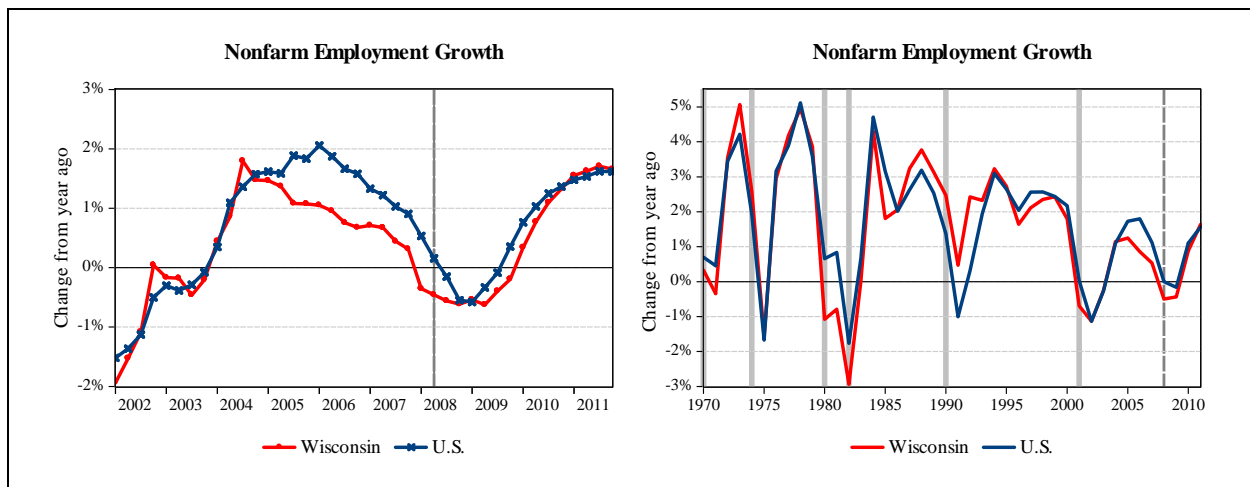 Nonfarm Employment Growth
Change from year ago
3%
2%
1%
0%
-1%
-2%
2002 2003 2004 2005 2006 2007 2008 2009 2010 2011
Wisconsin U.S.
Nonfarm Employment Growth
Change from year ago
5%
4%
3%
2%
1%
0%
-1%
-2%
-3%
1970 1975 1980 1985 1990 1995 2000 2005 2010
Wisconsin U.S.